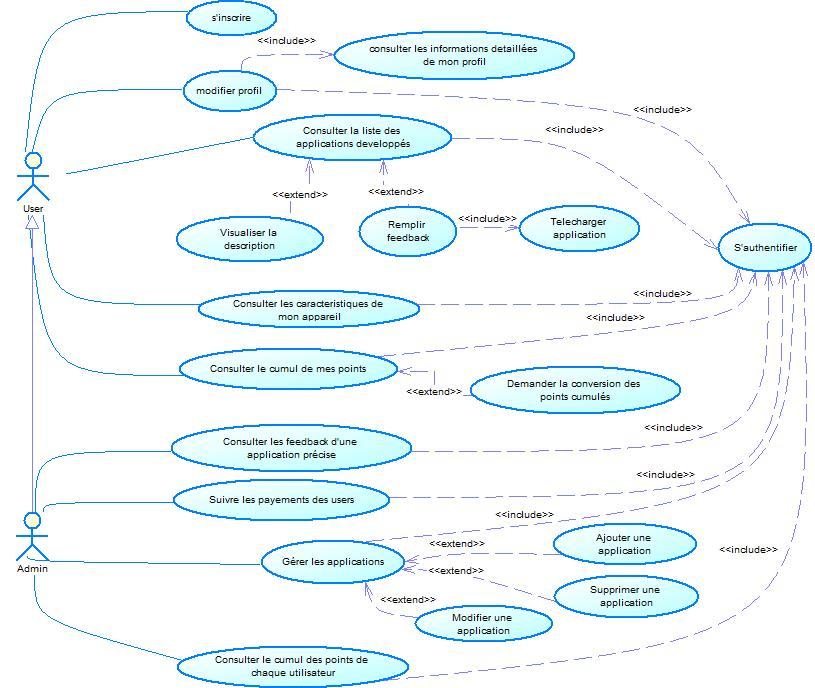 s'inscrire
<<include>>
consulter les informations detaillées
de mon profil
modifier profil
<<include>>
Consulter la liste des
applications developpés
<<include>>
User
<<extend>>
<<extend>>
Visualiser la
description
Remplir
feedback
<<include>>
Telecharger
application
S'authentifier
Consulter les caracteristiques de
mon appareil
<<include>>
<<include>>
Consulter le cumul de mes points
<<extend>>
Demander la conversion des
points cumulés
Consulter les feedback d'une
application précise
<<include>>
Suivre les payements des users
<<include>>
<<include>>
Admin
Gérer les applications
<<extend>>
Ajouter une
application
<<extend>>
Supprimer une
application
<<extend>>
Modifier une
application
<<include>>
Consulter le cumul des points de
chaque utilisateur